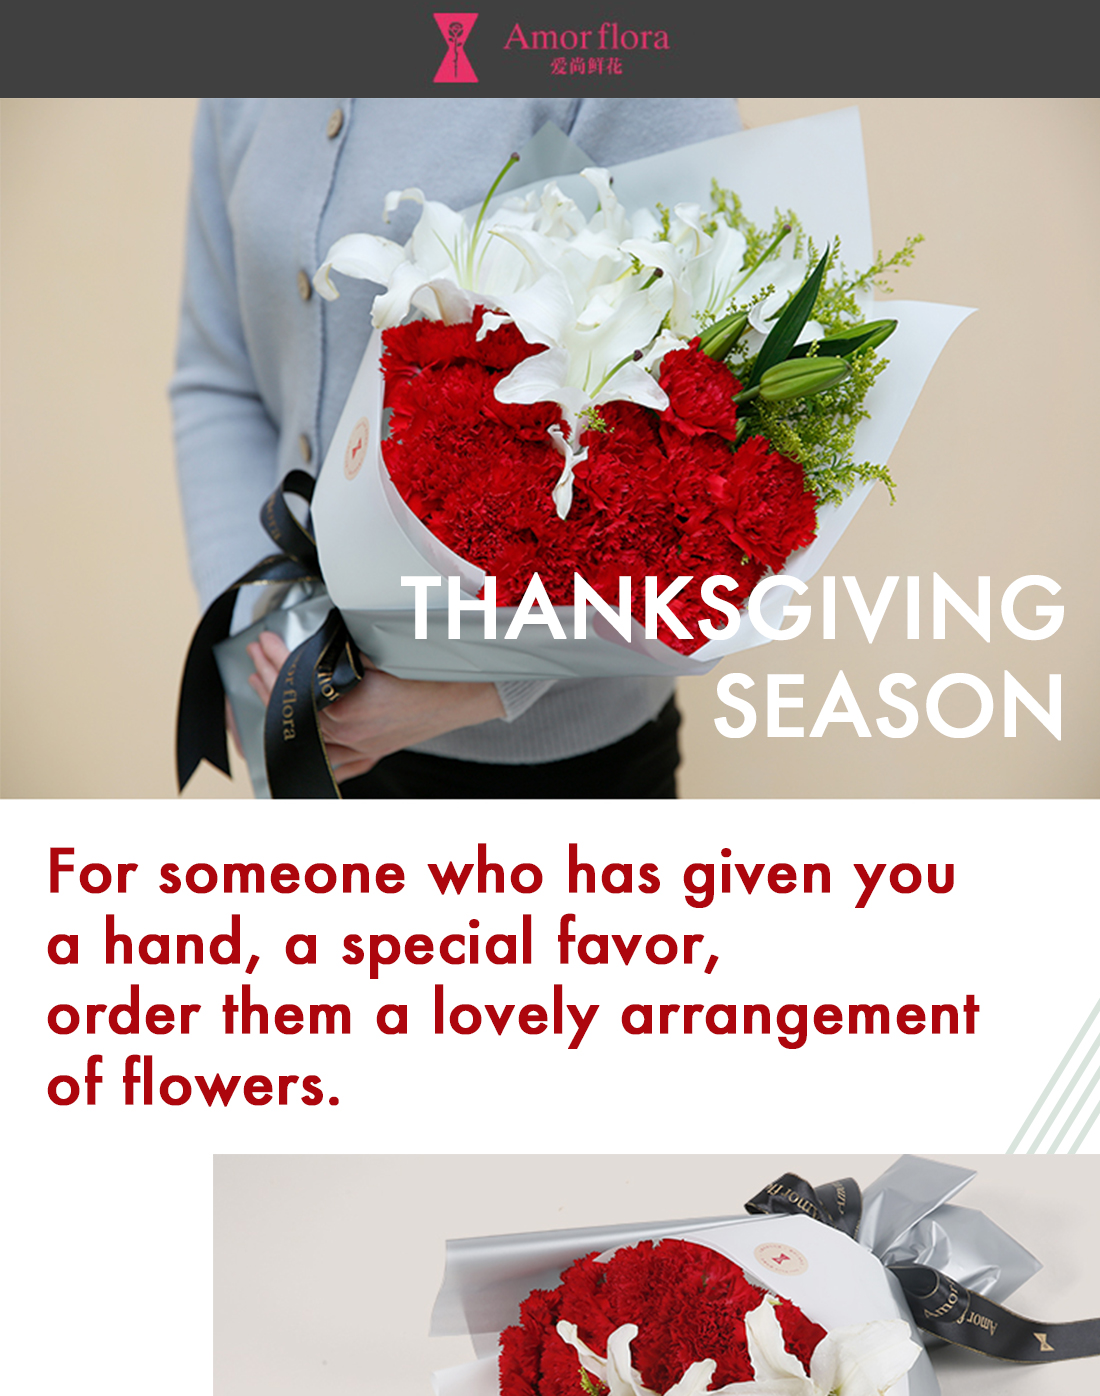 Amor flora
爱尚鲜花
THANKSGIVING
SEASON
For someone who has given you
a hand, a special favor,
order them a lovely arrangement
of flowers.